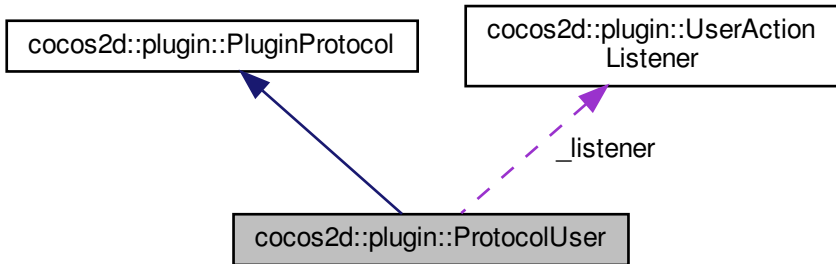 cocos2d::plugin::PluginProtocol
cocos2d::plugin::UserAction
Listener
_listener
cocos2d::plugin::ProtocolUser